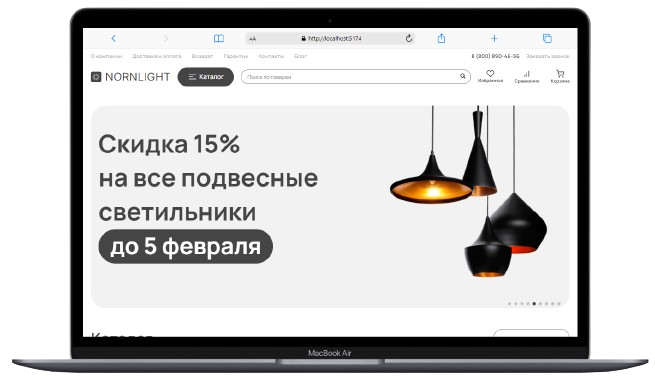 AA http://localhost:5174
О компании Доставка и оплата Возврат Гарантии Контакты Блог 8 (800) 890-46-56 Заказать звонок
NORNLIGHT Каталог Поиск по товарам Избранное Сравнение Корзина
Скидка 15%
на все подвесные
светильники
до 5 февраля
Каталог
MacBook Air